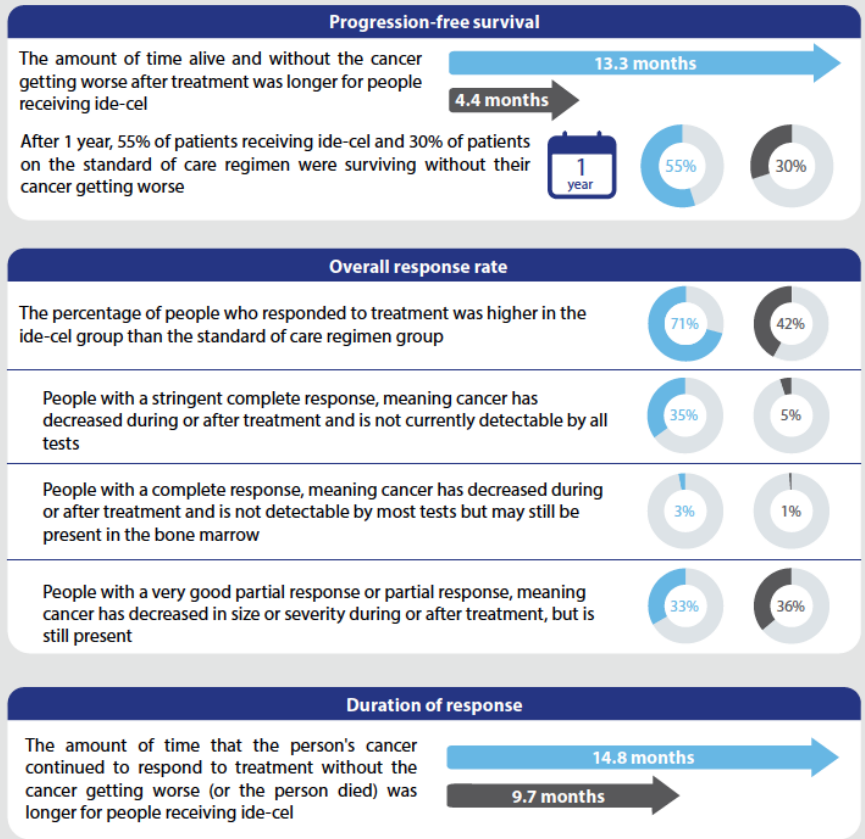 Progression-free survival
The amount of time alive and without the cancer
getting worse after treatment was longer for people
receiving ide-cel
13.3 months
4.4 months
After 1 year, 55% of patients receiving ide-cel and 30% of patients
on the standard of care regimen were surviving without their
cancer getting worse
1
year
55%
30%
Overall response rate
The percentage of people who responded to treatment was higher in the
ide-cel group than the standard of care regimen group
71%
42%
People with a stringent complete response, meaning cancer has
decreased during or after treatment and is not currently detectable by all
tests
35%
5%
People with a complete response, meaning cancer has decreased during
or after treatment and is not detectable by most tests but may still be
present in the bone marrow
3%
1%
People with a very good partial response or partial response, meaning
cancer has decreased in size or severity during or after treatment, but is
still present
33%
36%
Duration of response
The amount of time that the person's cancer
continued to respond to treatment without the
cancer getting worse (or the person died) was
longer for people receiving ide-cel
14.8 months
9.7 months